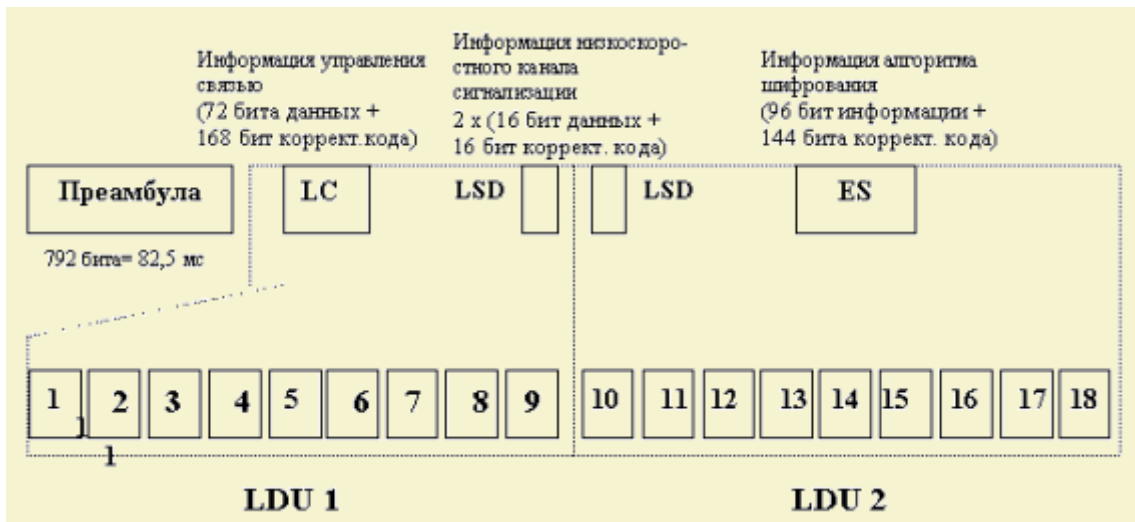 Информация управления
связью
(72 бита данных +
168 бит коррект.кода)
Информация низкоскоро-
стного канала
сигнализации
2 х (16 бит данных +
16 бит коррект. кода)
Информация алгоритма
шифрования
(96 бит информации +
144 бита коррект. кода)
Преамбула
LC
LSD
LSD
ES
792 бита= 82,5 мс
1 2 3 4 5 6 7 8 9 10 11 12 13 14 15 16 17 18
1
1
LDU 1
LDU 2